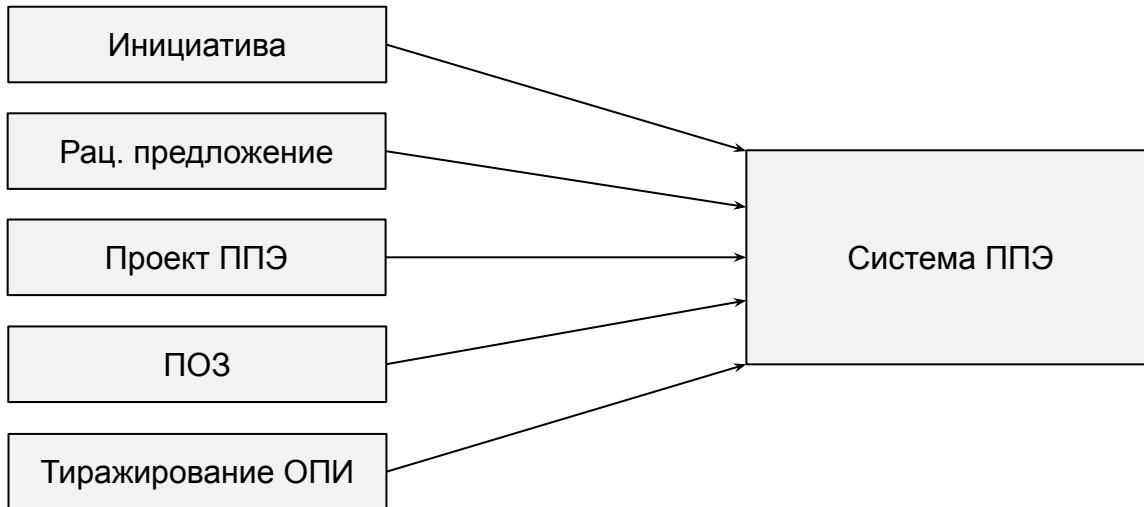 Инициатива
Рац. предложение
Проект ППЭ
ПОЗ
Тиражирование ОПИ
Система ППЭ